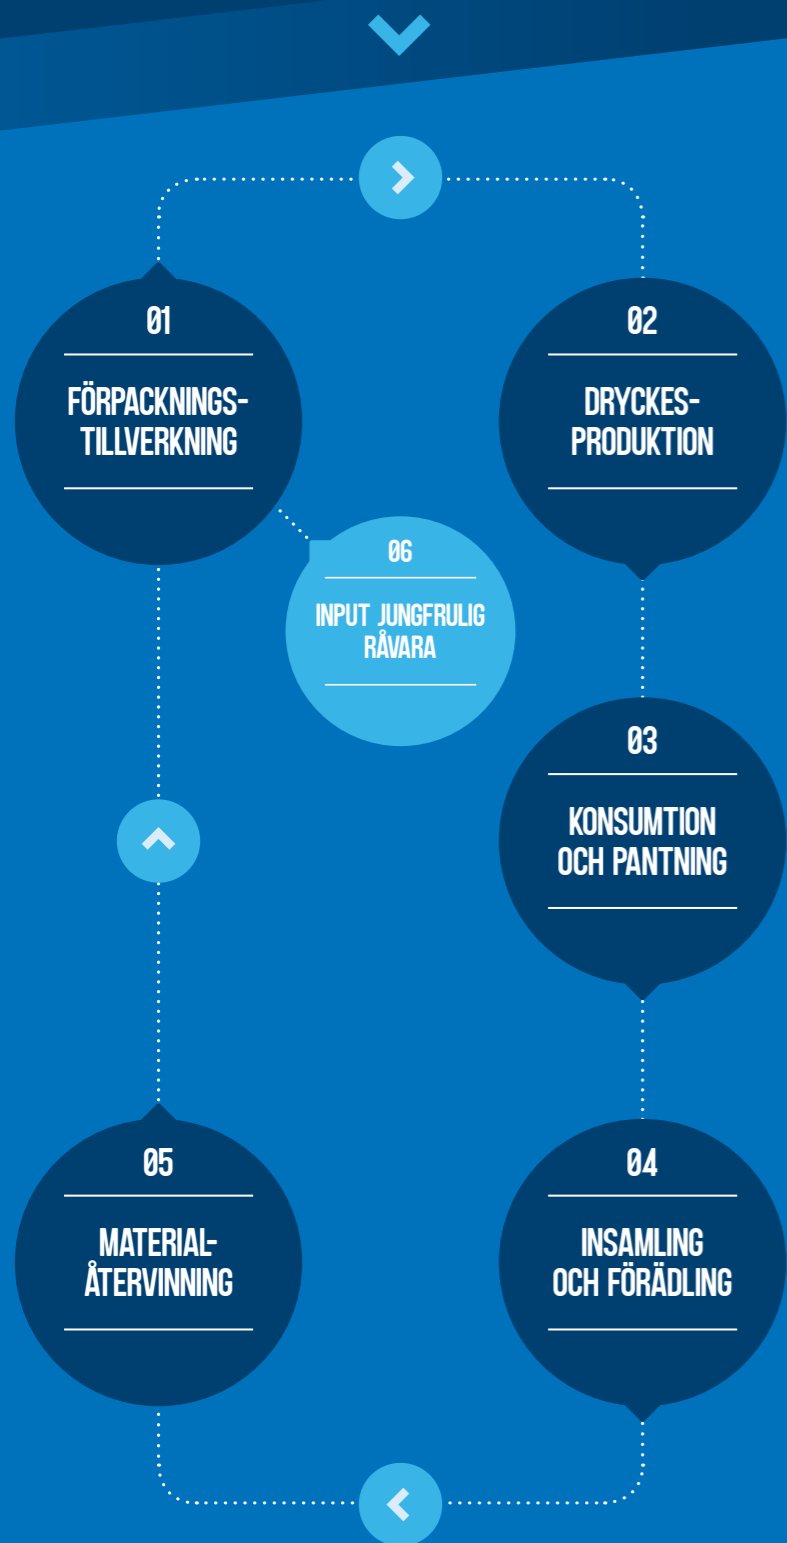 01
FÖRPACKNINGS-
TILLVERKNING
02
DRYCKES-
PRODUKTION
06
INPUT JUNGFRULIG
RÅVARA
03
KONSUMTION
OCH PANTNING
05
MATERIAL-
ÅTERVINNING
04
INSAMLING
OCH FÖRÄDLING